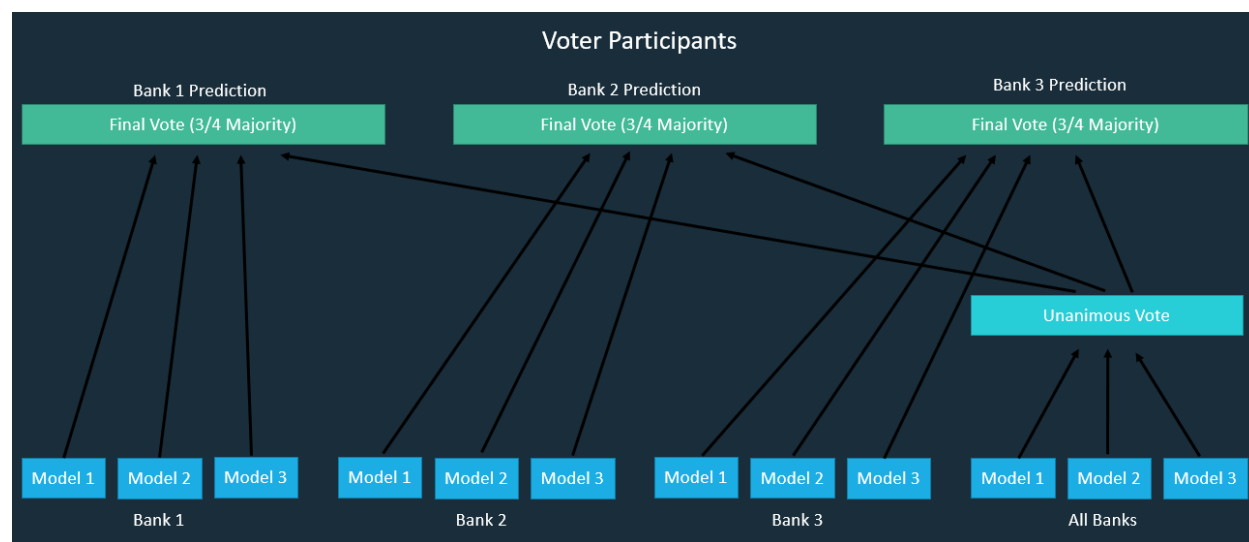 Voter Participants
Bank 1 Prediction
Bank 2 Prediction
Bank 3 Prediction
Final Vote (3/4 Majority)
Final Vote (3/4 Majority)
Final Vote (3/4 Majority)
Unanimous Vote
Model 1
Model 2
Model 3
Model 1
Model 2
Model 3
Model 1
Model 2
Model 3
Model 1
Model 2
Model 3
Bank 1
Bank 2
Bank 3
All Banks